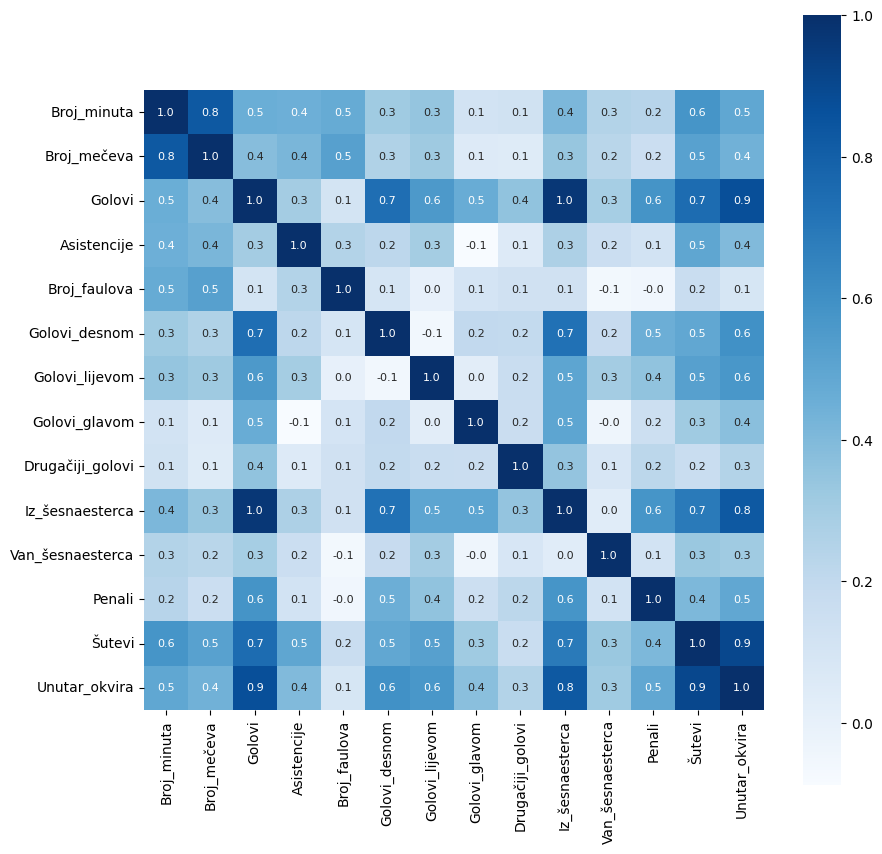 1.0
Broj_minuta 1.0 0.8 0.5 0.4 0.5 0.3 0.3 0.1 0.1 0.4 0.3 0.2 0.6 0.5
Broj_mečeva 0.8 1.0 0.4 0.4 0.5 0.3 0.3 0.1 0.1 0.3 0.2 0.2 0.5 0.4
0.8
Golovi 0.5 0.4 1.0 0.3 0.1 0.7 0.6 0.5 0.4 1.0 0.3 0.6 0.7 0.9
Asistencije 0.4 0.4 0.3 1.0 0.3 0.2 0.3 -0.1 0.1 0.3 0.2 0.1 0.5 0.4
Broj_faulova 0.5 0.5 0.1 0.3 1.0 0.1 0.0 0.1 0.1 0.1 -0.1 -0.0 0.2 0.1
0.6
Golovi_desnom 0.3 0.3 0.7 0.2 0.1 1.0 -0.1 0.2 0.2 0.7 0.2 0.5 0.5 0.6
Golovi_lijevom 0.3 0.3 0.6 0.3 0.0 -0.1 1.0 0.0 0.2 0.5 0.3 0.4 0.5 0.6
Golovi_glavom 0.1 0.1 0.5 -0.1 0.1 0.2 0.0 1.0 0.2 0.5 -0.0 0.2 0.3 0.4
0.4
Drugačiji_golovi 0.1 0.1 0.4 0.1 0.1 0.2 0.2 0.2 1.0 0.3 0.1 0.2 0.2 0.3
Iz_šesnaesterca 0.4 0.3 1.0 0.3 0.1 0.7 0.5 0.5 0.3 1.0 0.0 0.6 0.7 0.8
Van_šesnaesterca 0.3 0.2 0.3 0.2 -0.1 0.2 0.3 -0.0 0.1 0.0 1.0 0.1 0.3 0.3
0.2
Penali 0.2 0.2 0.6 0.1 -0.0 0.5 0.4 0.2 0.2 0.6 0.1 1.0 0.4 0.5
Šutevi 0.6 0.5 0.7 0.5 0.2 0.5 0.5 0.3 0.2 0.7 0.3 0.4 1.0 0.9
Unutar_okvira 0.5 0.4 0.9 0.4 0.1 0.6 0.6 0.4 0.3 0.8 0.3 0.5 0.9 1.0
0.0
Broj_minuta
Broj_mečeva
Golovi
Asistencije
Broj_faulova
Golovi_desnom
Golovi_lijevom
Golovi_glavom
Drugačiji_golovi
Iz_šesnaesterca
Van_šesnaesterca
Penali
Šutevi
Unutar_okvira